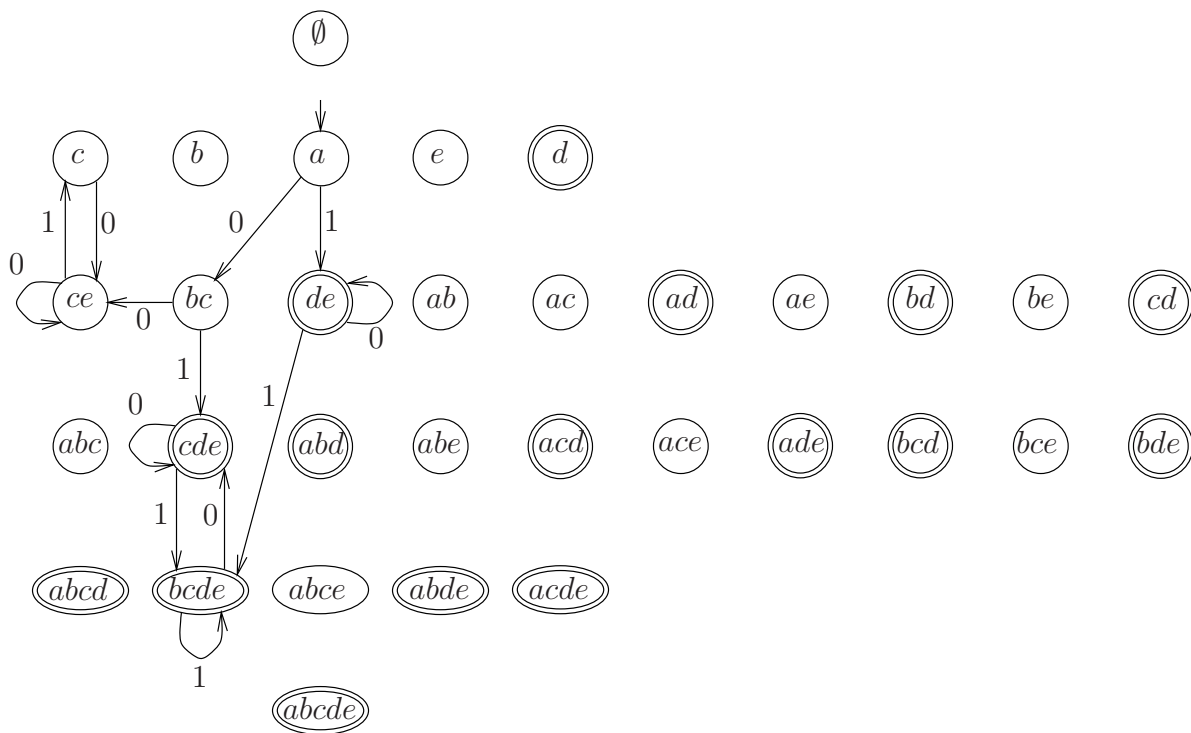 ∅
c b a e d
1 0 0 1
0
ce bc de ab ac ad ae bd be cd
0 0
1 1
0
abc cde abd abe acd ace ade bcd bce bde
1 0
abcd bcde abce abde acde
1
abcde